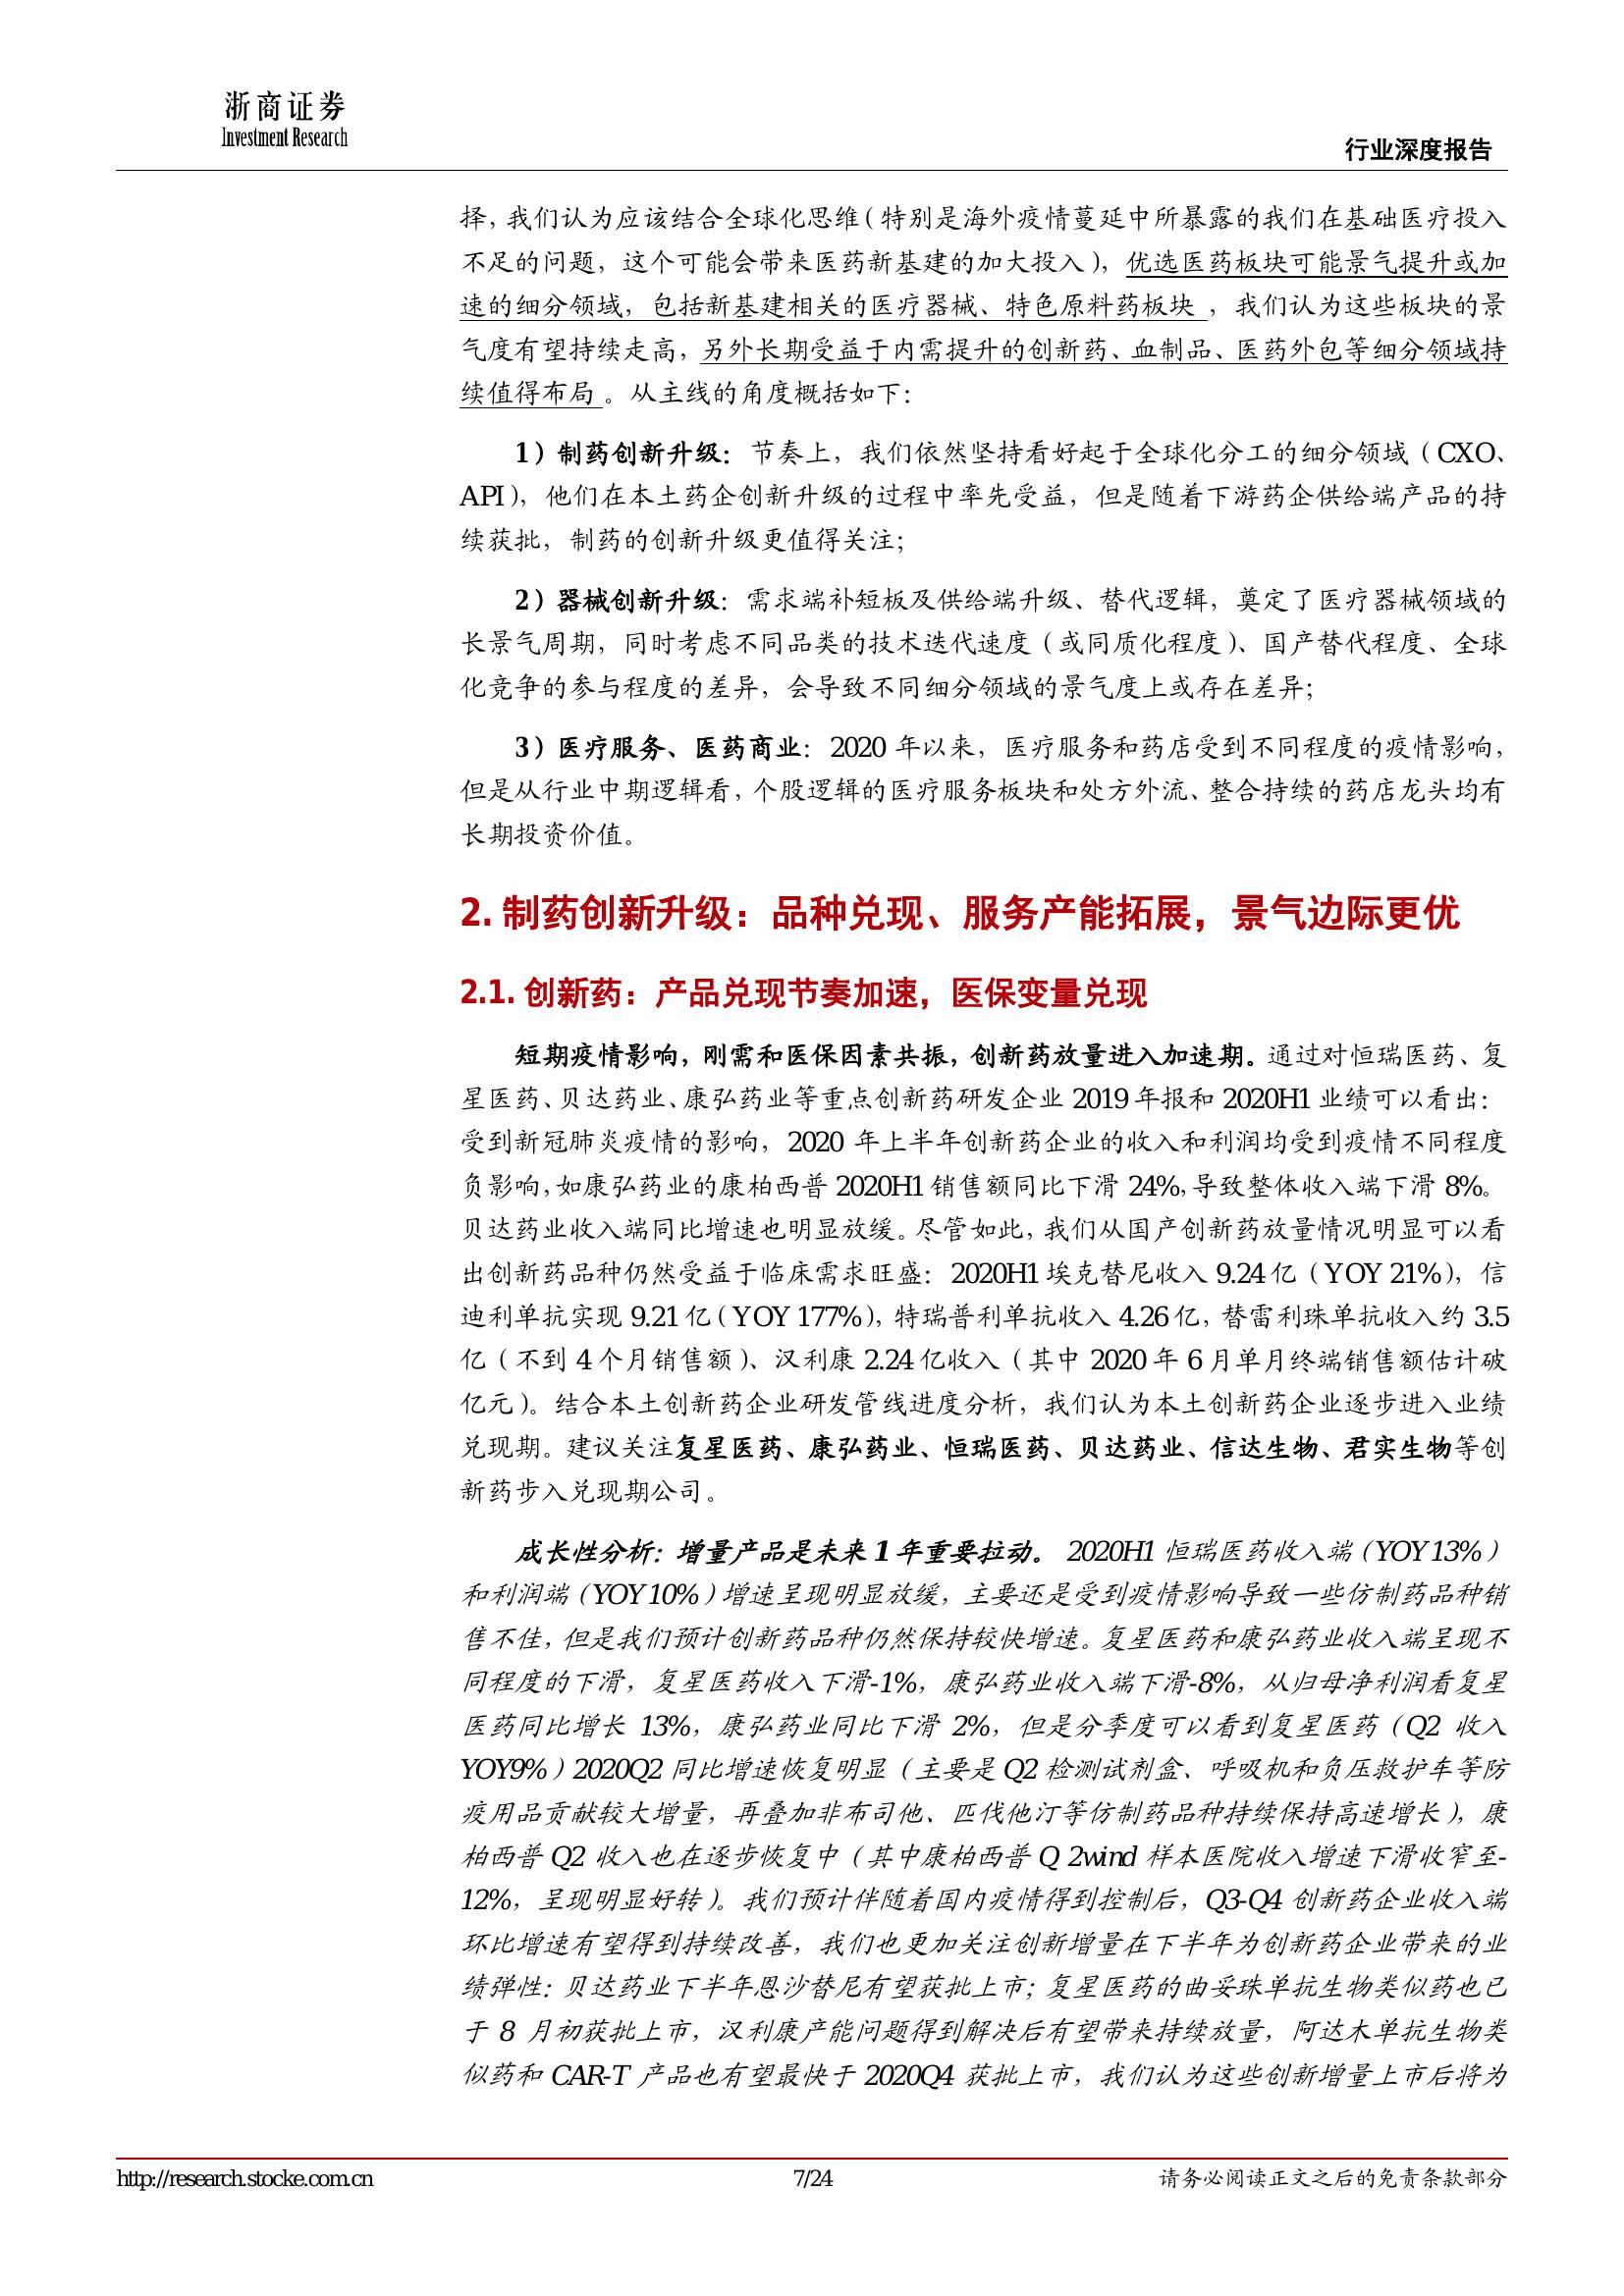 浙商证券
Investment Research
行业深度报告
择，我们认为应该结合全球化思维（特别是海外疫情蔓延中所暴露的我们在基础医疗投入
不足的问题，这个可能会带来医药新基建的加大投入），优选医药板块可能景气提升或加
速的细分领域，包括新基建相关的医疗器械、特色原料药板块，我们认为这些板块的景
气度有望持续走高，另外长期受益于内需提升的创新药、血制品、医药外包等细分领域持
续值得布局。从主线的角度概括如下：
1）制药创新升级：节奏上，我们依然坚持看好起于全球化分工的细分领域（CXO、
API），他们在本土药企创新升级的过程中率先受益，但是随着下游药企供给端产品的持
续获批，制药的创新升级更值得关注；
2）器械创新升级：需求端补短板及供给端升级、替代逻辑，奠定了医疗器械领域的
长景气周期，同时考虑不同品类的技术迭代速度（或同质化程度）、国产替代程度、全球
化竞争的参与程度的差异，会导致不同细分领域的景气度上或存在差异；
3）医疗服务、医药商业：2020 年以来，医疗服务和药店受到不同程度的疫情影响，
但是从行业中期逻辑看，个股逻辑的医疗服务板块和处方外流、整合持续的药店龙头均有
长期投资价值。
2. 制药创新升级：品种兑现、服务产能拓展，景气边际更优
2.1. 创新药：产品兑现节奏加速，医保变量兑现
短期疫情影响，刚需和医保因素共振，创新药放量进入加速期。通过对恒瑞医药、复
星医药、贝达药业、康弘药业等重点创新药研发企业 2019 年报和 2020H1 业绩可以看出：
受到新冠肺炎疫情的影响，2020 年上半年创新药企业的收入和利润均受到疫情不同程度
负影响，如康弘药业的康柏西普 2020H1 销售额同比下滑 24%，导致整体收入端下滑 8%。
贝达药业收入端同比增速也明显放缓。尽管如此，我们从国产创新药放量情况明显可以看
出创新药品种仍然受益于临床需求旺盛：2020H1 埃克替尼收入 9.24 亿（YOY 21%），信
迪利单抗实现 9.21 亿（YOY 177%），特瑞普利单抗收入 4.26 亿，替雷利珠单抗收入约 3.5
亿（不到 4 个月销售额）、汉利康 2.24 亿收入（其中 2020 年 6 月单月终端销售额估计破
亿元）。结合本土创新药企业研发管线进度分析，我们认为本土创新药企业逐步进入业绩
兑现期。建议关注复星医药、康弘药业、恒瑞医药、贝达药业、信达生物、君实生物等创
新药步入兑现期公司。
成长性分析：增量产品是未来 1 年重要拉动。 2020H1 恒瑞医药收入端（YOY 13%）
和利润端（YOY 10%）增速呈现明显放缓，主要还是受到疫情影响导致一些仿制药品种销
售不佳，但是我们预计创新药品种仍然保持较快增速。复星医药和康弘药业收入端呈现不
同程度的下滑，复星医药收入下滑-1%，康弘药业收入端下滑-8%，从归母净利润看复星
医药同比增长 13%，康弘药业同比下滑 2%，但是分季度可以看到复星医药（Q2 收入
YOY9%）2020Q2 同比增速恢复明显（主要是 Q2 检测试剂盒、呼吸机和负压救护车等防
疫用品贡献较大增量，再叠加非布司他、匹伐他汀等仿制药品种持续保持高速增长），康
柏西普 Q2 收入也在逐步恢复中（其中康柏西普 Q 2wind 样本医院收入增速下滑收窄至-
12%，呈现明显好转）。我们预计伴随着国内疫情得到控制后，Q3-Q4 创新药企业收入端
环比增速有望得到持续改善，我们也更加关注创新增量在下半年为创新药企业带来的业
绩弹性：贝达药业下半年恩沙替尼有望获批上市；复星医药的曲妥珠单抗生物类似药也已
于 8 月初获批上市，汉利康产能问题得到解决后有望带来持续放量，阿达木单抗生物类
似药和 CAR-T 产品也有望最快于 2020Q4 获批上市，我们认为这些创新增量上市后将为
http://research.stocke.com.cn
7/24
请务必阅读正文之后的免责条款部分